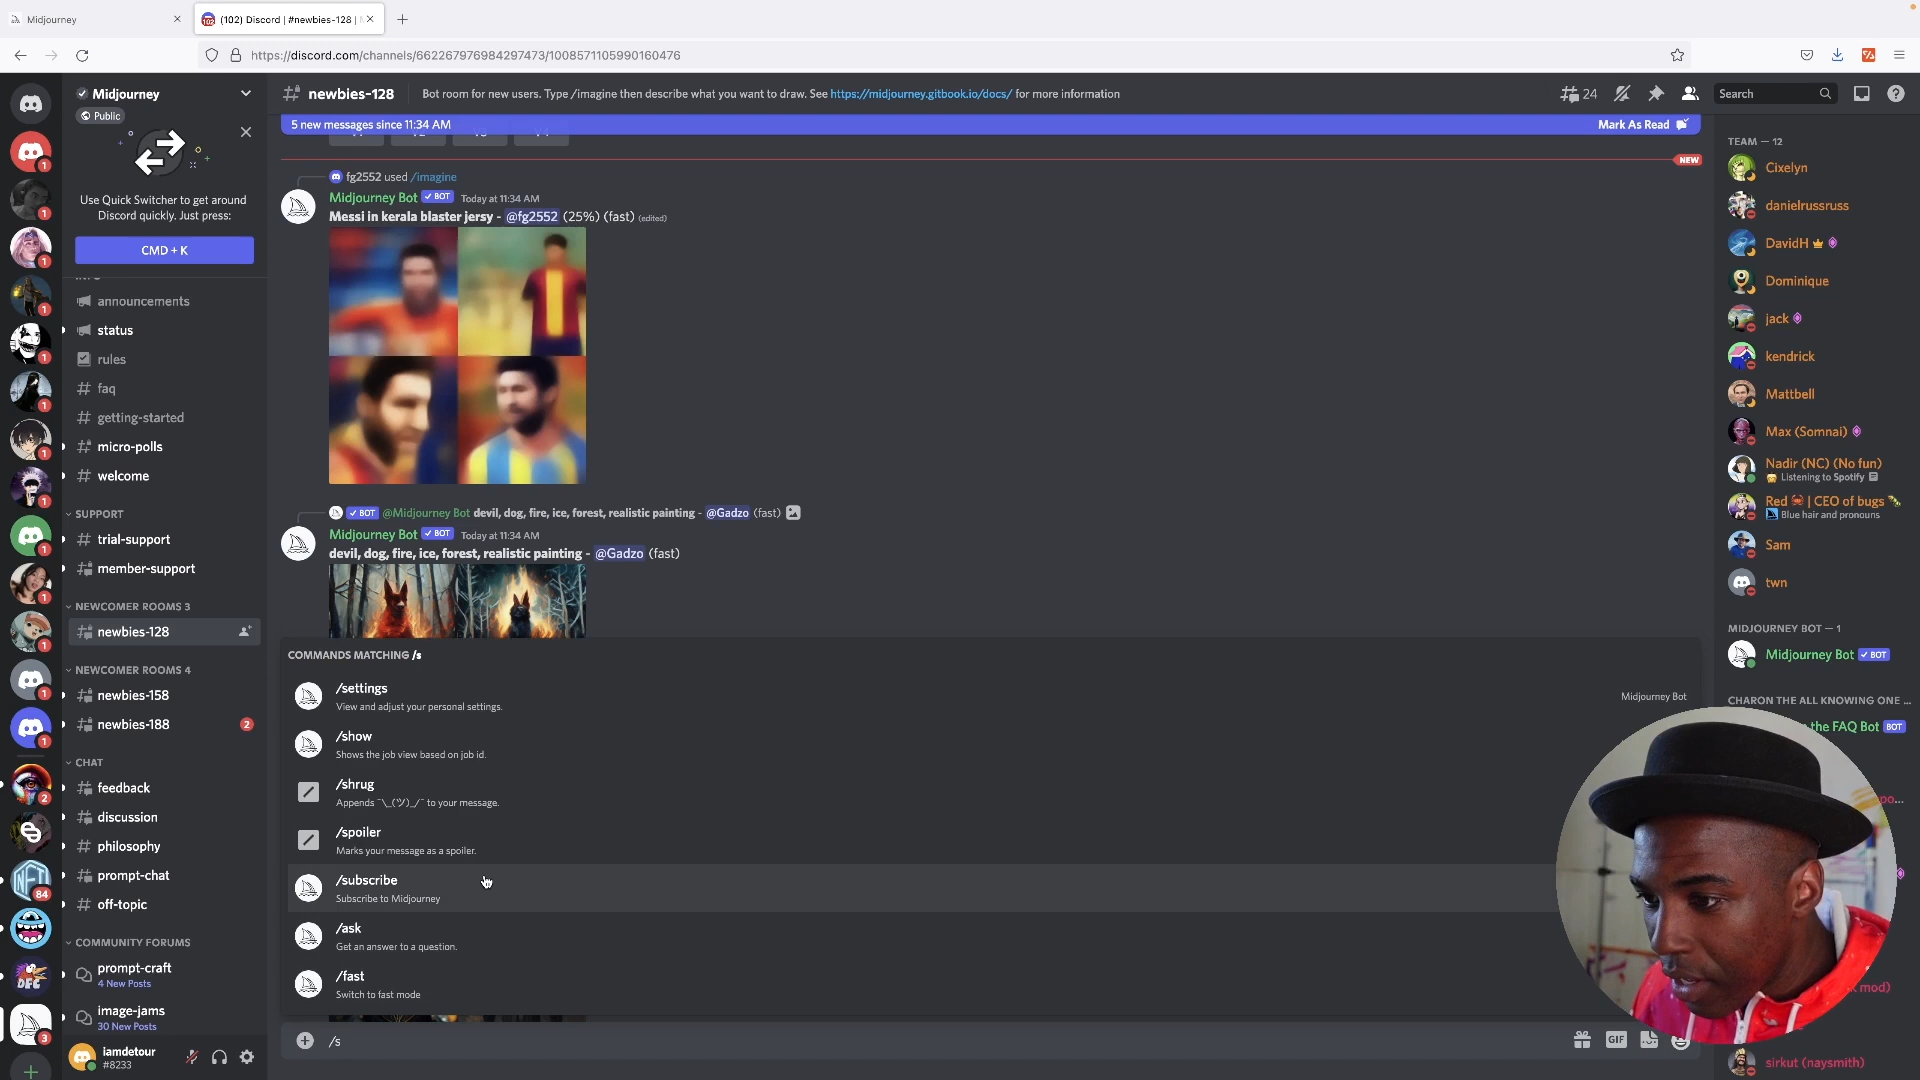 Midjourney
(102) Discord | #newbies-128 |
https://discord.com/channels/662267976984297473/1008571105990160476
Midjourney
Public
Use Quick Switcher to get around
Discord quickly. Just press:
CMD + K
announcements
status
rules
faq
getting-started
micro-polls
welcome
SUPPORT
trial-support
member-support
NEWCOMER ROOMS 3
newbies-128
NEWCOMER ROOMS 4
newbies-158
newbies-188
2
CHAT
feedback
discussion
philosophy
prompt-chat
off-topic
COMMUNITY FORUMS
prompt-craft
4 New Posts
image-jams
30 New Posts
iamdetour
#8233
newbies-128
Bot room for new users. Type /imagine then describe what you want to draw. See https://midjourney.gitbook.io/docs/ for more information
24
Search
5 new messages since 11:34 AM
Mark As Read
NEW
fg2552 used /imagine
Midjourney Bot BOT Today at 11:34 AM
Messi in kerala blaster jersy - @fg2552 (25%) (fast) (edited)
BOT @Midjourney Bot devil, dog, fire, ice, forest, realistic painting - @Gadzo (fast)
Midjourney Bot BOT Today at 11:34 AM
devil, dog, fire, ice, forest, realistic painting - @Gadzo (fast)
COMMANDS MATCHING /s
/settings
View and adjust your personal settings.
Midjourney Bot
/show
Shows the job view based on job id.
/shrug
Appends ¯\_(ツ)_/¯ to your message.
/spoiler
Marks your message as a spoiler.
/subscribe
Subscribe to Midjourney
/ask
Get an answer to a question.
/fast
Switch to fast mode
/s
GIF
TEAM — 12
Cixelyn
danielrussruss
DavidH
Dominique
jack
kendrick
Mattbell
Max (Somnai)
Nadir (NC) (No fun)
Listening to Spotify
Red | CEO of bugs
Blue hair and pronouns
Sam
twn
MIDJOURNEY BOT — 1
Midjourney Bot BOT
CHARON THE ALL KNOWING ONE ...
the FAQ Bot BOT
mod)
sirkut (naysmith)